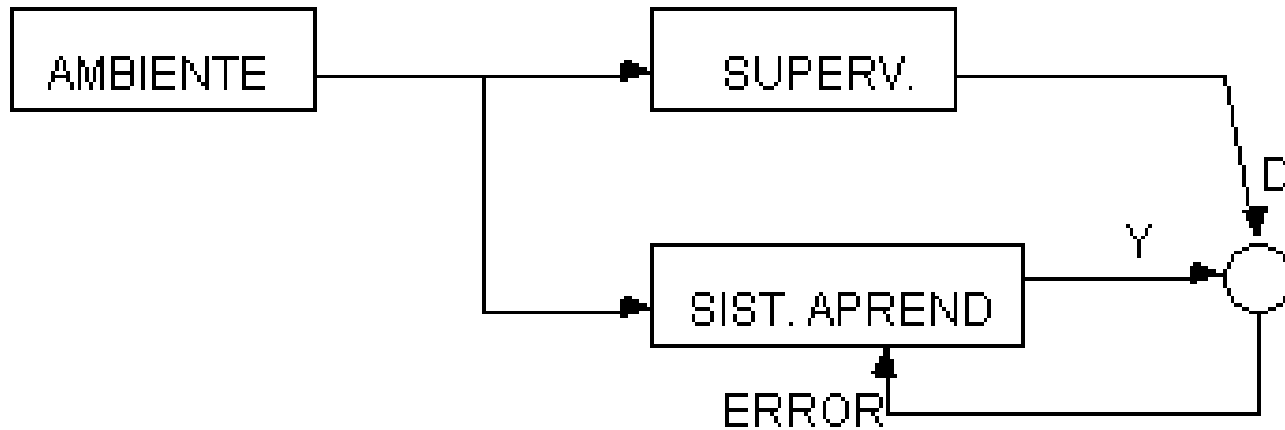 AMBIENTE
SUPERV.
D
Y
SIST. APREND
ERROR